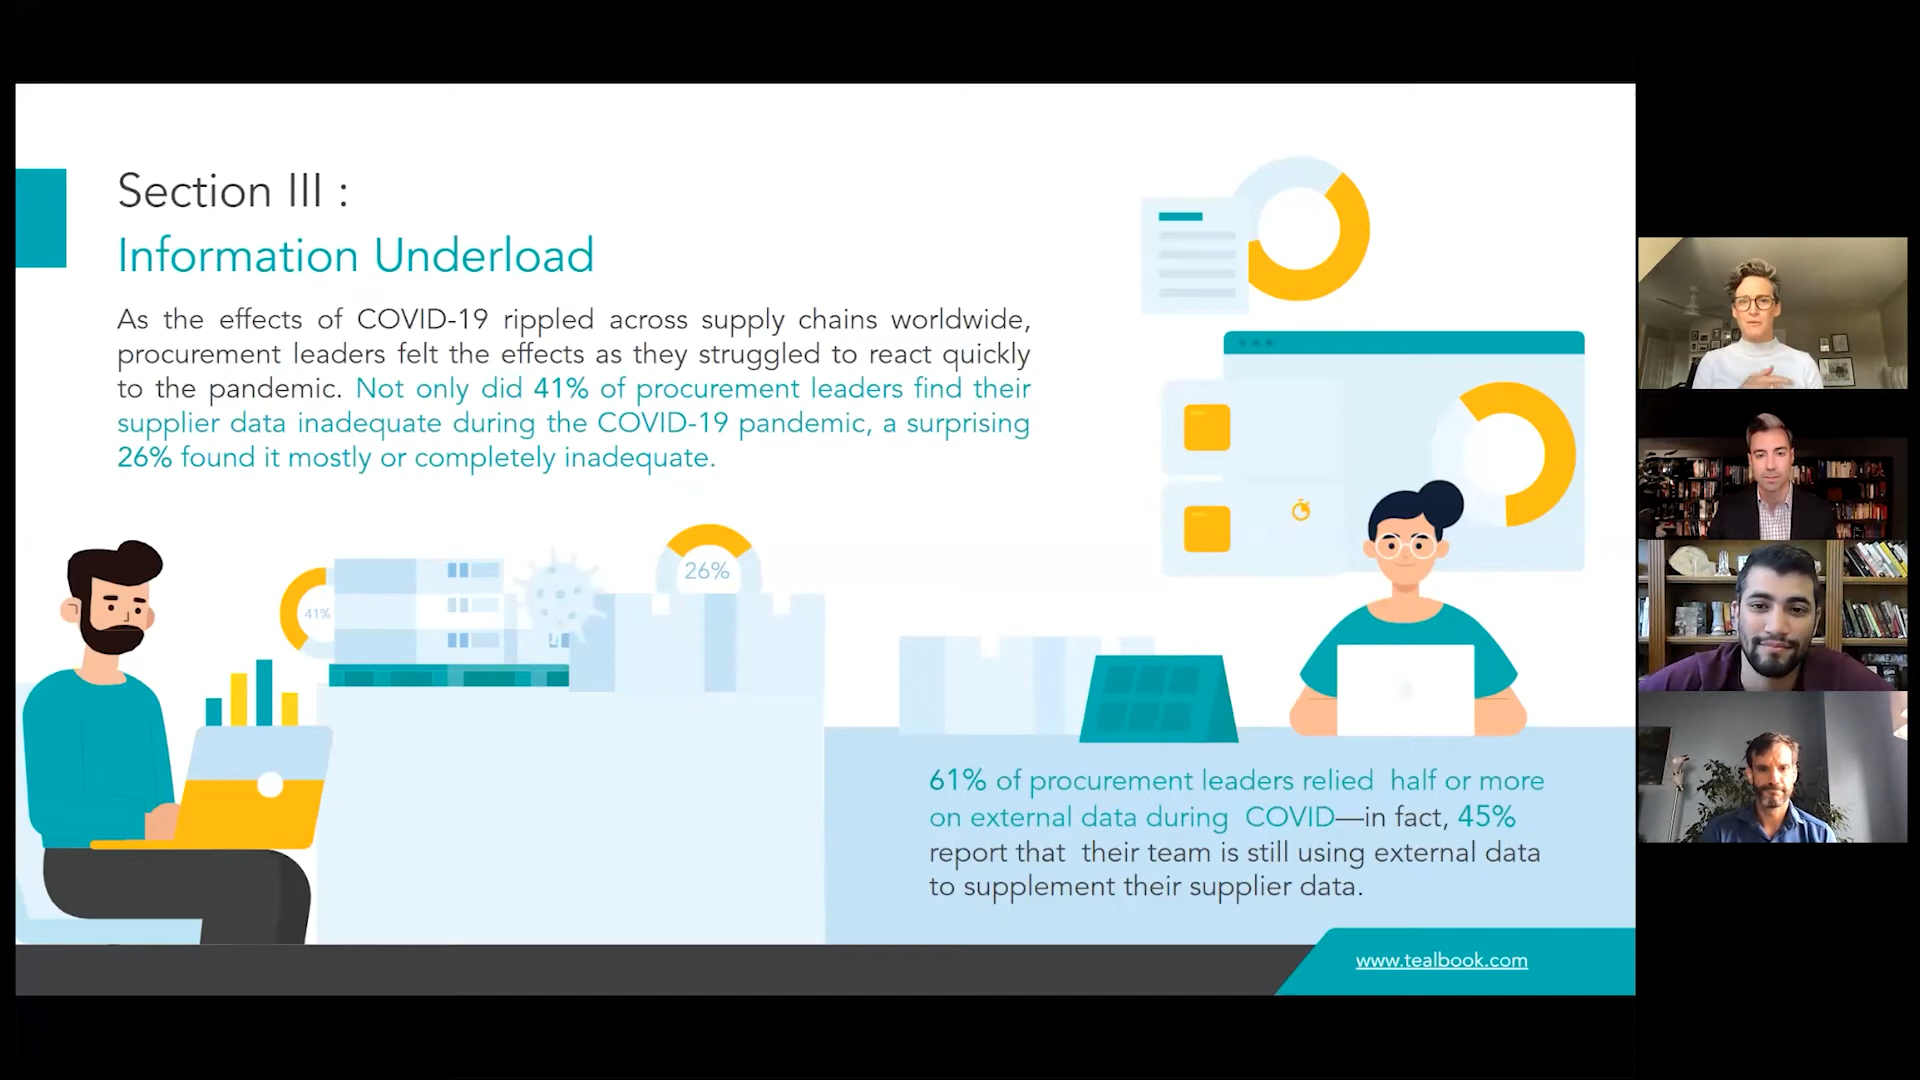 Section III :
Information Underload
As the effects of COVID-19 rippled across supply chains worldwide,
procurement leaders felt the effects as they struggled to react quickly
to the pandemic. Not only did 41% of procurement leaders find their
supplier data inadequate during the COVID-19 pandemic, a surprising
26% found it mostly or completely inadequate.
41%
26%
61% of procurement leaders relied half or more
on external data during COVID—in fact, 45%
report that their team is still using external data
to supplement their supplier data.
www.tealbook.com